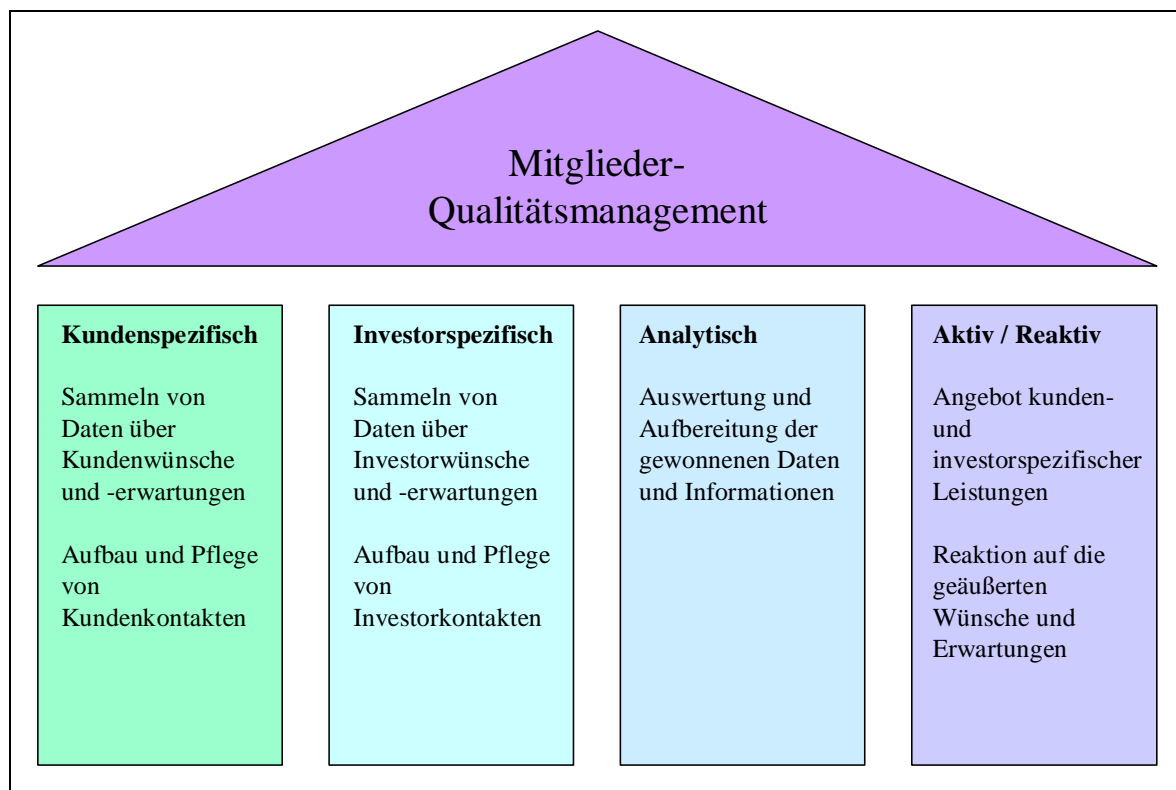 Mitglieder-
Qualitätsmanagement
Kundenspezifisch
Sammeln von
Daten über
Kundenwünsche
und -erwartungen
Aufbau und Pflege
von
Kundenkontakten
Investorspezifisch
Sammeln von
Daten über
Investorwünsche
und -erwartungen
Aufbau und Pflege
von
Investorkontakten
Analytisch
Auswertung und
Aufbereitung der
gewonnenen Daten
und Informationen
Aktiv / Reaktiv
Angebot kunden-
und
investorspezifischer
Leistungen
Reaktion auf die
geäußerten
Wünsche und
Erwartungen